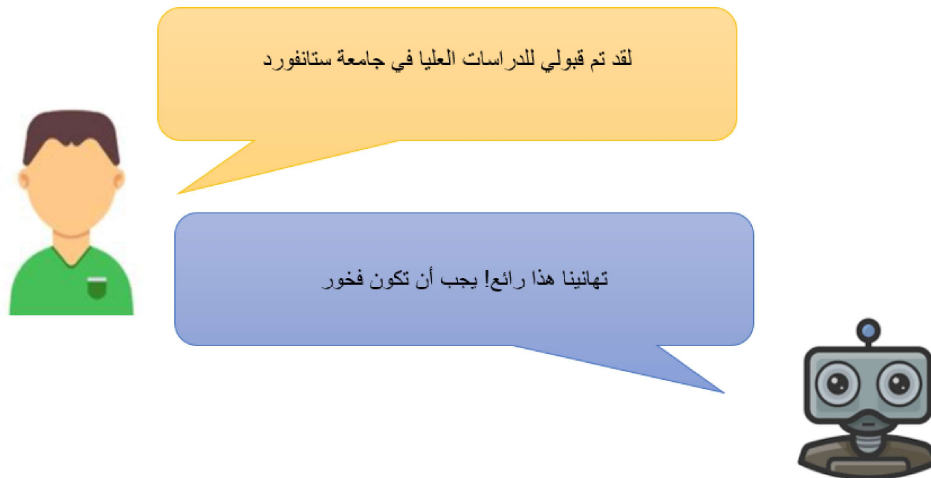 لقد تم قبولي للدراسات العليا في جامعة ستانفورد
تهانينا هذا رائع! يجب أن تكون فخور